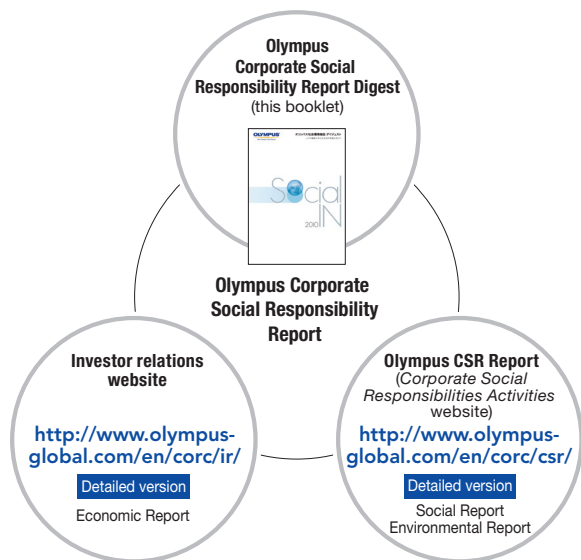 Olympus
Corporate Social
Responsibility Report Digest
(this booklet)
OLYMPUS
Social
IN
2010
Olympus Corporate
Social Responsibility
Report
Investor relations
website
http://www.olympus-
global.com/en/corc/ir/
Detailed version
Economic Report
Olympus CSR Report
(Corporate Social
Responsibilities Activities
website)
http://www.olympus-
global.com/en/corc/csr/
Detailed version
Social Report
Environmental Report